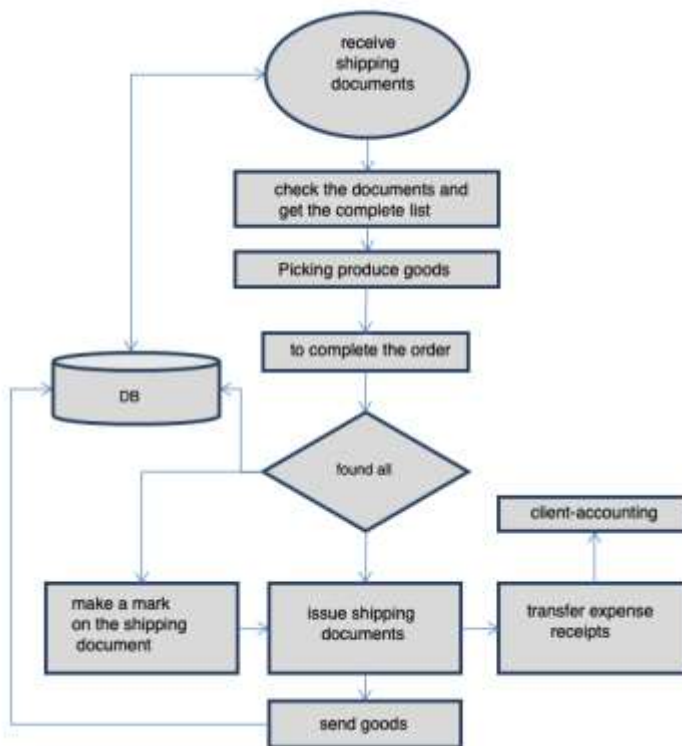 receive
shipping
documents
check the documents and
get the complete list
Picking produce goods
to complete the order
DB
found all
client-accounting
make a mark
on the shipping
document
issue shipping
documents
transfer expense
receipts
send goods